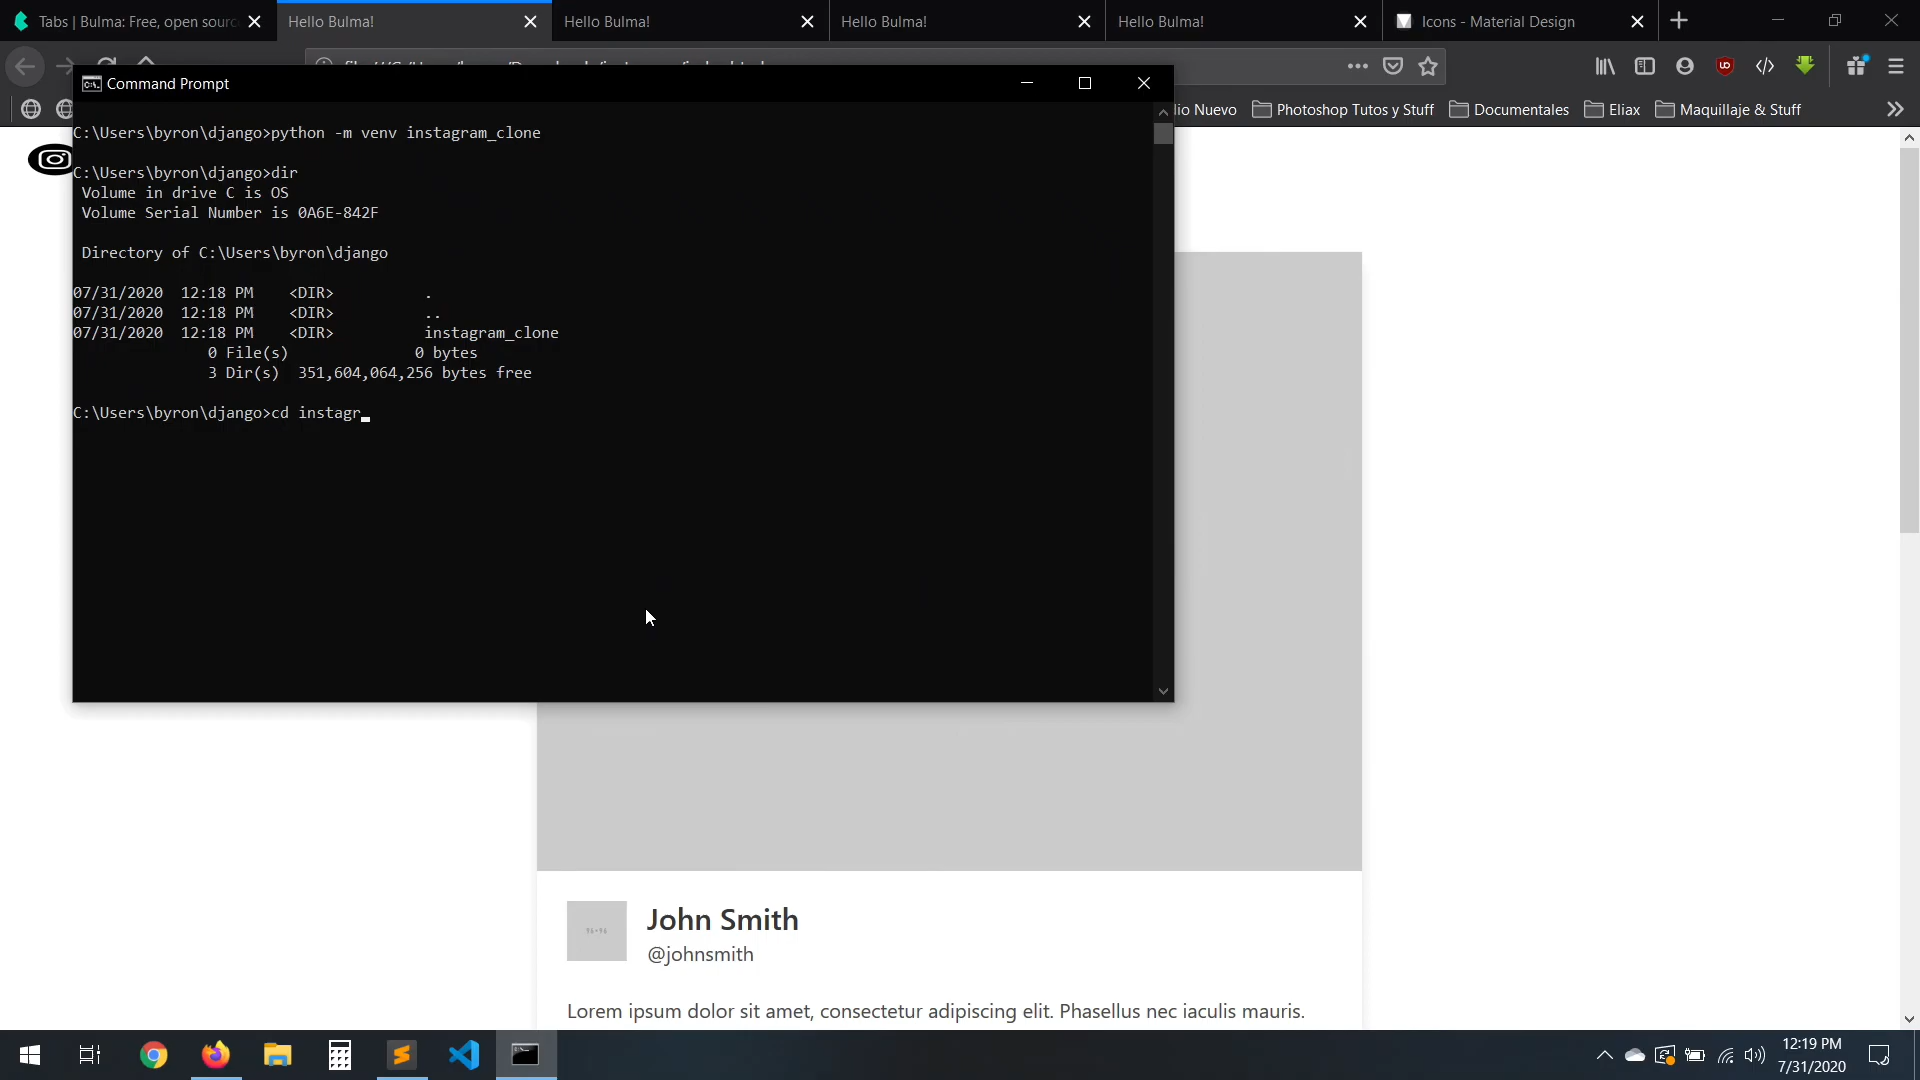 Tabs | Bulma: Free, open sourc
Hello Bulma!
Hello Bulma!
Hello Bulma!
Hello Bulma!
Icons - Material Design
Command Prompt
lio Nuevo
Photoshop Tutos y Stuff
Documentales
Eliax
Maquillaje & Stuff
C:\Users\byron\django>python -m venv instagram_clone
C:\Users\byron\django>dir
Volume in drive C is OS
Volume Serial Number is 0A6E-842F
Directory of C:\Users\byron\django
07/31/2020 12:18 PM <DIR> .
07/31/2020 12:18 PM <DIR> ..
07/31/2020 12:18 PM <DIR> instagram_clone
0 File(s) 0 bytes
3 Dir(s) 351,604,064,256 bytes free
C:\Users\byron\django>cd instagr_
John Smith
@johnsmith
Lorem ipsum dolor sit amet, consectetur adipiscing elit. Phasellus nec iaculis mauris.
12:19 PM
7/31/2020